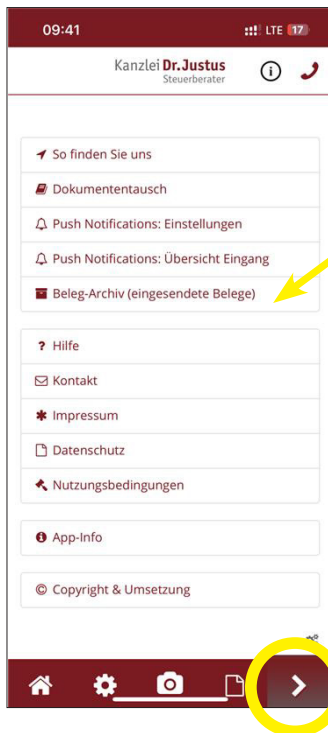 09:41 LTE 17
Kanzlei Dr. Justus
Steuerberater
So finden Sie uns
Dokumententausch
Push Notifications: Einstellungen
Push Notifications: Übersicht Eingang
Beleg-Archiv (eingesendete Belege)
? Hilfe
Kontakt
Impressum
Datenschutz
Nutzungsbedingungen
App-Info
© Copyright & Umsetzung